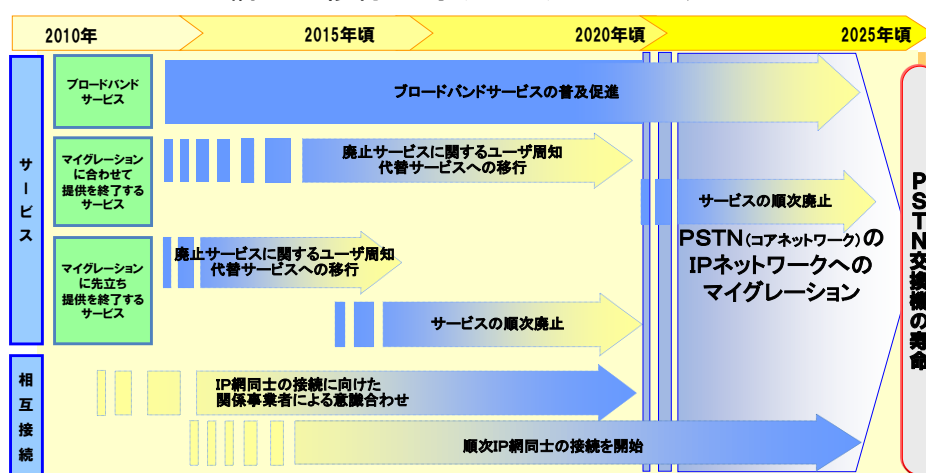 2010年
2015年頃
2020年頃
2025年頃
サービス
ブロードバンド
サービス
ブロードバンドサービスの普及促進
マイグレーション
に合わせて
提供を終了する
サービス
廃止サービスに関するユーザ周知
代替サービスへの移行
サービスの順次廃止
マイグレーション
に先立ち
提供を終了する
サービス
廃止サービスに関するユーザ周知
代替サービスへの移行
サービスの順次廃止
PSTN(コアネットワーク)の
IPネットワークへの
マイグレーション
PSTN交換機の寿命
相互接続
IP網同士の接続に向けた
関係事業者による意識合わせ
順次IP網同士の接続を開始